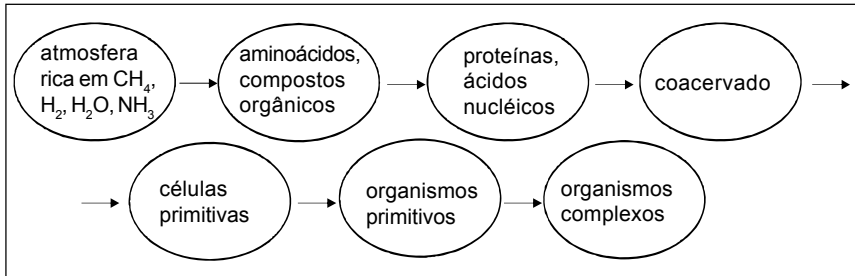 atmosfera
rica em CH₄,
H₂, H₂O, NH₃
aminoácidos,
compostos
orgânicos
proteínas,
ácidos
nucléicos
coacervado
células
primitivas
organismos
primitivos
organismos
complexos